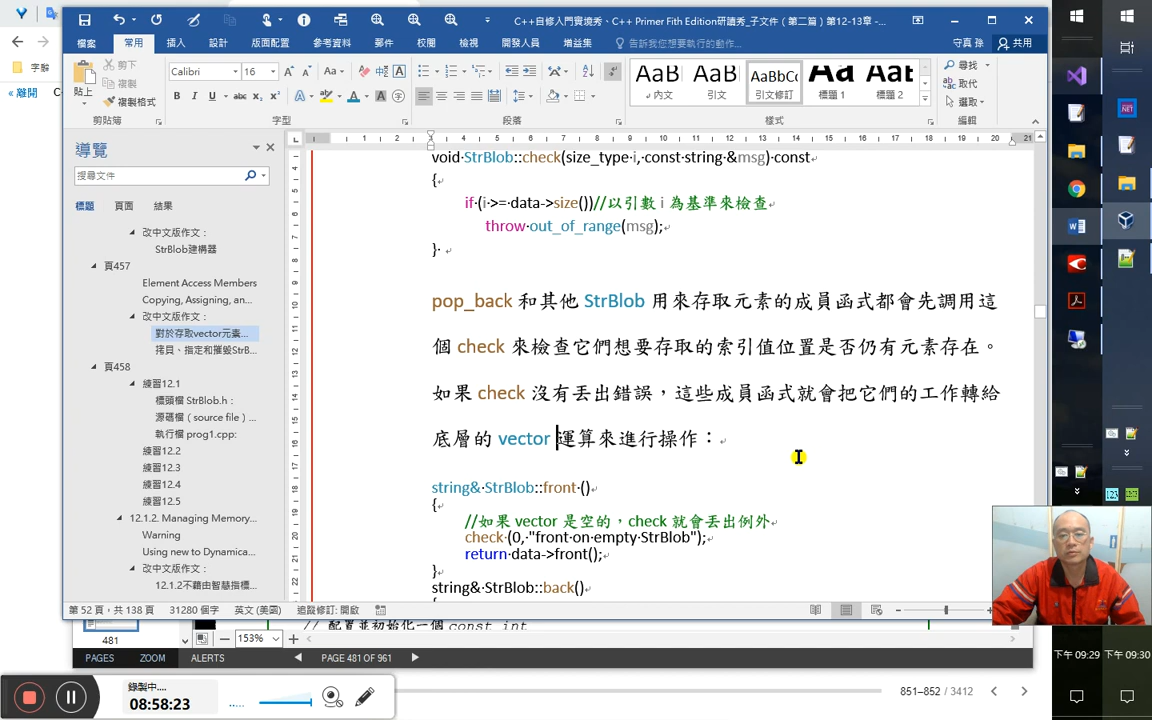 C++自修入門實境秀、C++ Primer Fith Edition研讀秀_子文件（第二篇）第12-13章 -...
檔案 常用 插入 設計 版面配置 參考資料 郵件 校閱 檢視 開發人員 增益集 告訴我您想要執行的動作... 守真 孫 共用
字齡
« 離開
貼上 剪下 複製 複製格式 剪貼簿
Calibri 16 字型
段落
AaB 內文 AaB 引文 AaBbCc 引文修訂 AaBb 標題 1 AaBb 標題 2 樣式
尋找 取代 選取 編輯
導覽
搜尋文件
標題 頁面 結果
改中文版作文：
StrBlob建構器
頁457
Element Access Members
Copying, Assigning, an...
改中文版作文：
對於存取vector元素...
拷貝、指定和摧毀StrB...
頁458
練習12.1
標頭檔 StrBlob.h：
源碼檔（source file）...
執行檔 prog1.cpp:
練習12.2
練習12.3
練習12.4
練習12.5
12.1.2. Managing Memory...
Warning
Using new to Dynamica...
改中文版作文：
12.1.2不藉由智慧指標...
void StrBlob::check(size_type i, const string &msg) const
{
if (i >= data->size())//以引數 i 為基準來檢查
throw out_of_range(msg);
}
pop_back 和其他 StrBlob 用來存取元素的成員函式都會先調用這
個 check 來檢查它們想要存取的索引值位置是否仍有元素存在。
如果 check 沒有丟出錯誤，這些成員函式就會把它們的工作轉給
底層的 vector 運算來進行操作：
string& StrBlob::front ()
{
//如果 vector 是空的，check 就會丟出例外
check (0, "front on empty StrBlob");
return data->front();
}
string& StrBlob::back()
第 52 頁，共 138 頁 31280 個字 英文 (美國) 追蹤修訂: 開啟
// 配置並初始化一個 const int
481 153%
PAGES ZOOM ALERTS PAGE 481 OF 961
錄製中....
08:58:23
851–852 / 3412
下午 09:29 下午 09:30